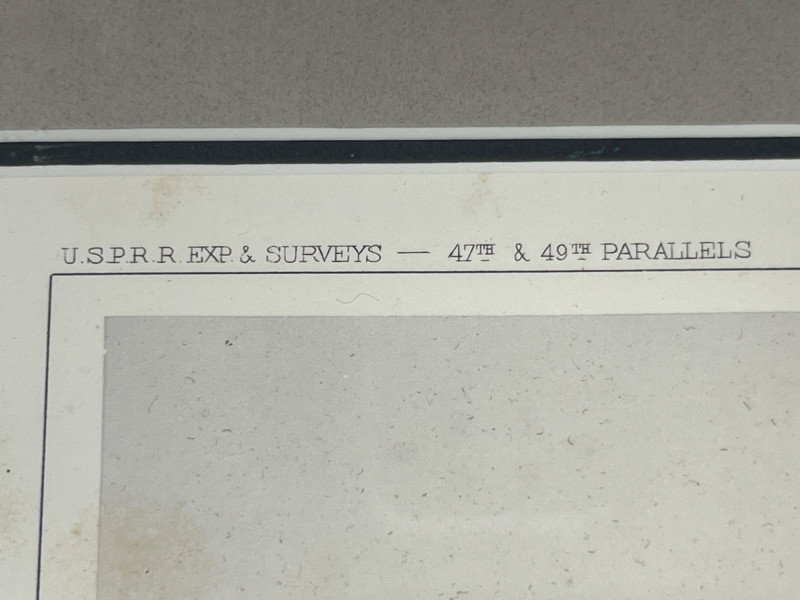 U.S.P.R.R. EXP. & SURVEYS — 47TH & 49TH PARALLELS